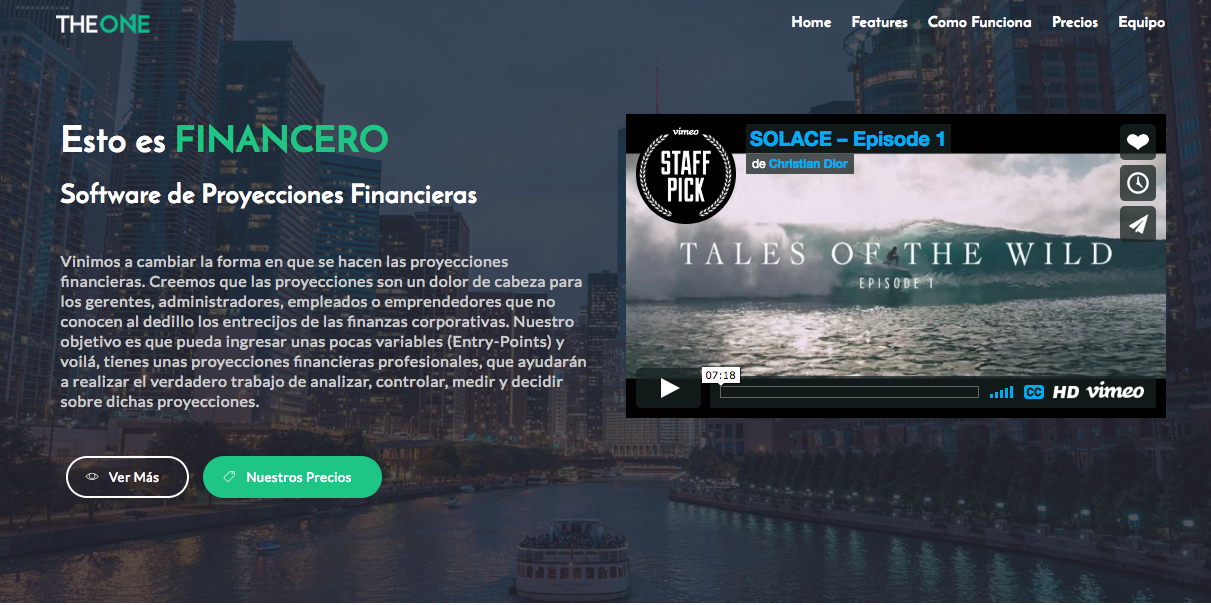 THEONE
Home Features Como Funciona Precios Equipo
Esto es FINANCERO
Software de Proyecciones Financieras
Vinimos a cambiar la forma en que se hacen las proyecciones
financieras. Creemos que las proyecciones son un dolor de cabeza para
los gerentes, administradores, empleados o emprendedores que no
conocen al dedillo los entrecijos de las finanzas corporativas. Nuestro
objetivo es que pueda ingresar unas pocas variables (Entry-Points) y
voilá, tienes unas proyecciones financieras profesionales, que ayudarán
a realizar el verdadero trabajo de analizar, controlar, medir y decidir
sobre dichas proyecciones.
Ver Más
Nuestros Precios
vimeo
STAFF
PICK
SOLACE – Episode 1
de Christian Dior
TALES OF THE WILD
EPISODE 1
07:18
CC HD vimeo